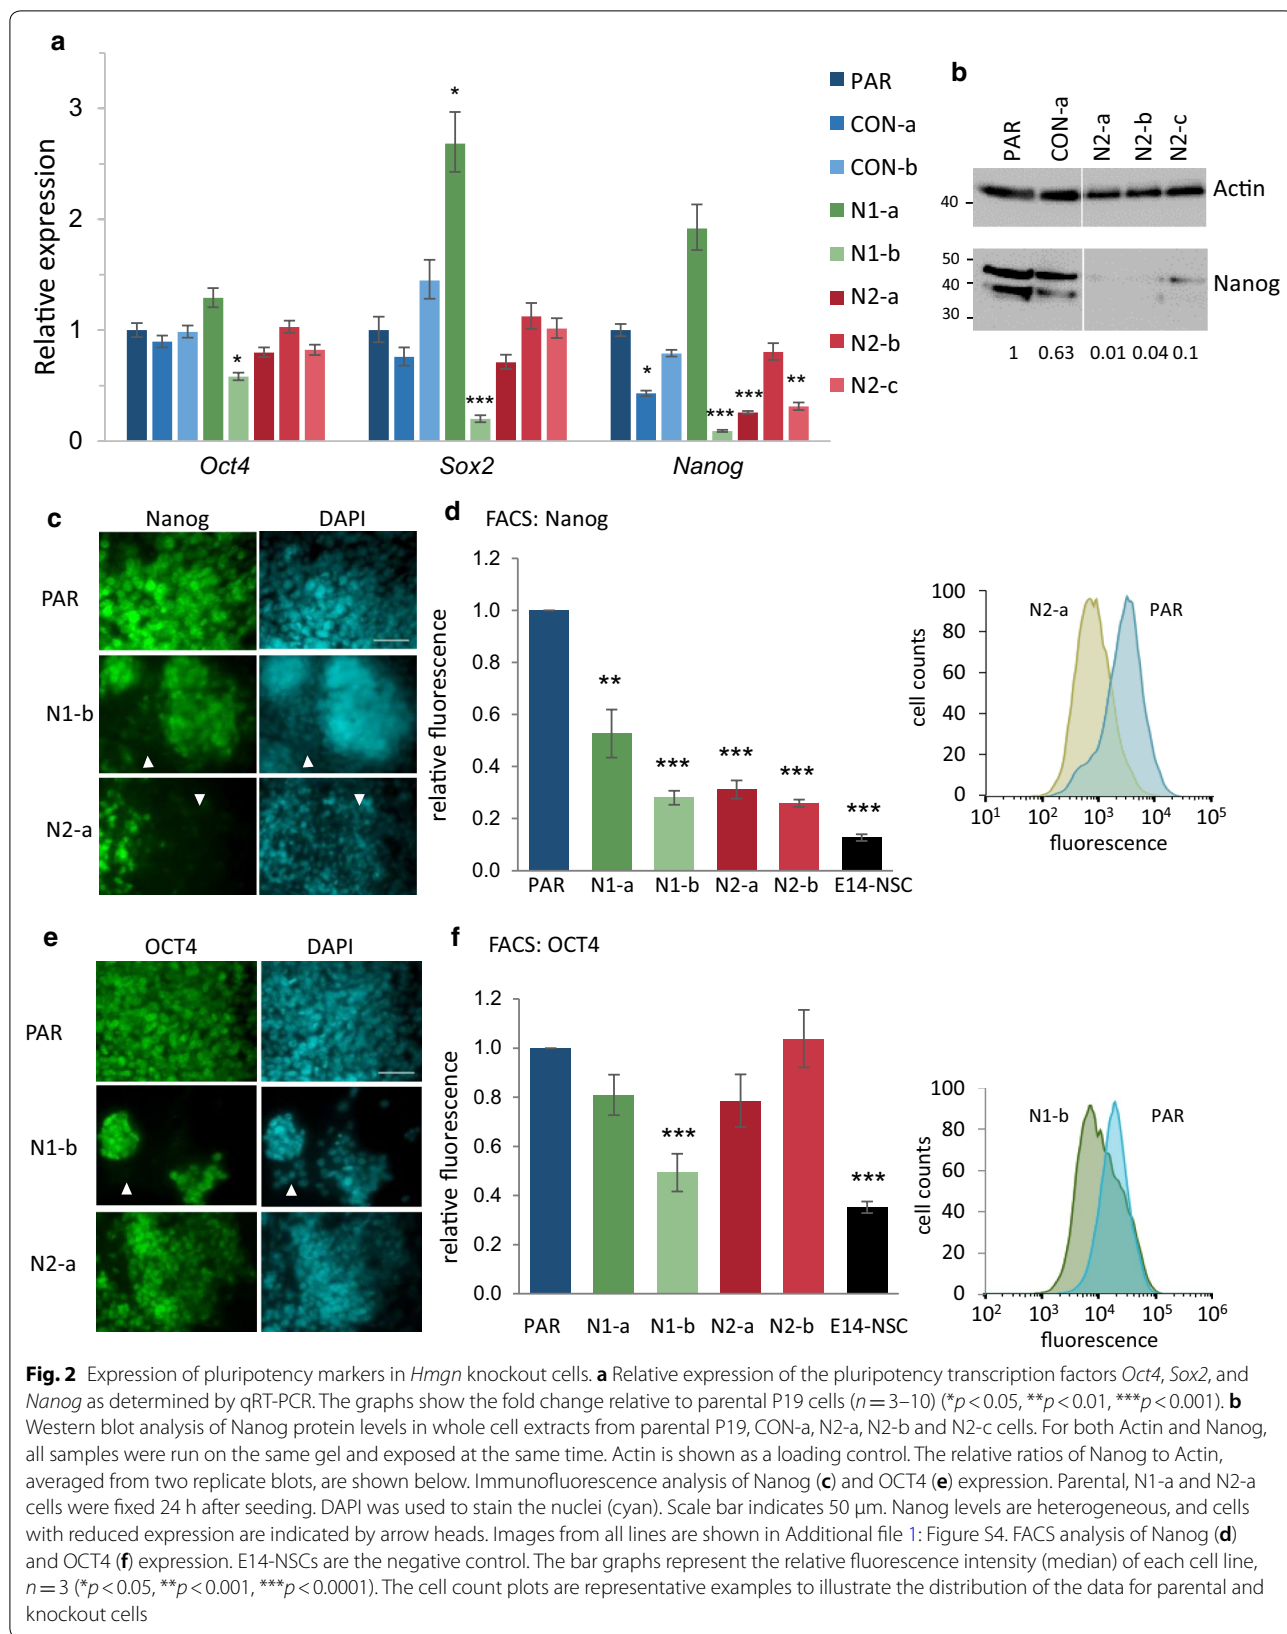 a
Relative expression
3
2
1
0
*
*
***
*
***
***
**
Oct4
Sox2
Nanog
PAR
CON-a
CON-b
N1-a
N1-b
N2-a
N2-b
N2-c
b
PAR
CON-a
N2-a
N2-b
N2-c
40
Actin
50
40
30
Nanog
1 0.63 0.01 0.04 0.1
c
Nanog DAPI
PAR
N1-b
N2-a
d FACS: Nanog
relative fluorescence
1.2
1.0
0.8
0.6
0.4
0.2
0.0
**
***
***
***
***
PAR N1-a N1-b N2-a N2-b E14-NSC
cell counts
100
80
60
40
20
0
N2-a PAR
10¹ 10² 10³ 10⁴ 10⁵
fluorescence
e
OCT4 DAPI
PAR
N1-b
N2-a
f FACS: OCT4
relative fluorescence
1.2
1.0
0.8
0.6
0.4
0.2
0.0
***
***
PAR N1-a N1-b N2-a N2-b E14-NSC
cell counts
100
80
60
40
20
0
N1-b PAR
10² 10³ 10⁴ 10⁵ 10⁶
fluorescence
Fig. 2 Expression of pluripotency markers in Hmgn knockout cells. a Relative expression of the pluripotency transcription factors Oct4, Sox2, and
Nanog as determined by qRT-PCR. The graphs show the fold change relative to parental P19 cells (n = 3–10) (*p < 0.05, **p < 0.01, ***p < 0.001). b
Western blot analysis of Nanog protein levels in whole cell extracts from parental P19, CON-a, N2-a, N2-b and N2-c cells. For both Actin and Nanog,
all samples were run on the same gel and exposed at the same time. Actin is shown as a loading control. The relative ratios of Nanog to Actin,
averaged from two replicate blots, are shown below. Immunofluorescence analysis of Nanog (c) and OCT4 (e) expression. Parental, N1-a and N2-a
cells were fixed 24 h after seeding. DAPI was used to stain the nuclei (cyan). Scale bar indicates 50 μm. Nanog levels are heterogeneous, and cells
with reduced expression are indicated by arrow heads. Images from all lines are shown in Additional file 1: Figure S4. FACS analysis of Nanog (d)
and OCT4 (f) expression. E14-NSCs are the negative control. The bar graphs represent the relative fluorescence intensity (median) of each cell line,
n = 3 (*p < 0.05, **p < 0.001, ***p < 0.0001). The cell count plots are representative examples to illustrate the distribution of the data for parental and
knockout cells